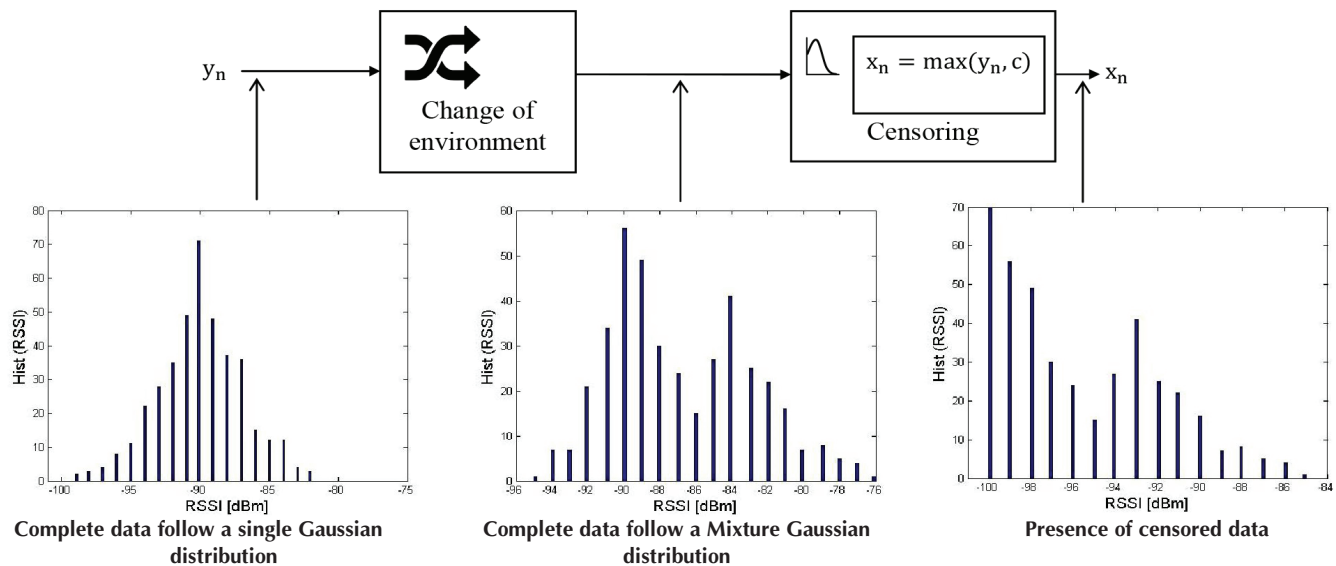 yₙ
Change of
environment
xₙ = max(yₙ, c)
Censoring
xₙ
80
70
60
50
40
30
20
10
0
-100
-95
-90
-85
-80
-75
Hist (RSSI)
RSSI [dBm]
Complete data follow a single Gaussian
distribution
60
50
40
30
20
10
0
-96
-94
-92
-90
-88
-86
-84
-82
-80
-78
-76
Hist (RSSI)
RSSI [dBm]
Complete data follow a Mixture Gaussian
distribution
70
60
50
40
30
20
10
0
-100
-98
-96
-94
-92
-90
-88
-86
-84
Hist (RSSI)
RSSI [dBm]
Presence of censored data